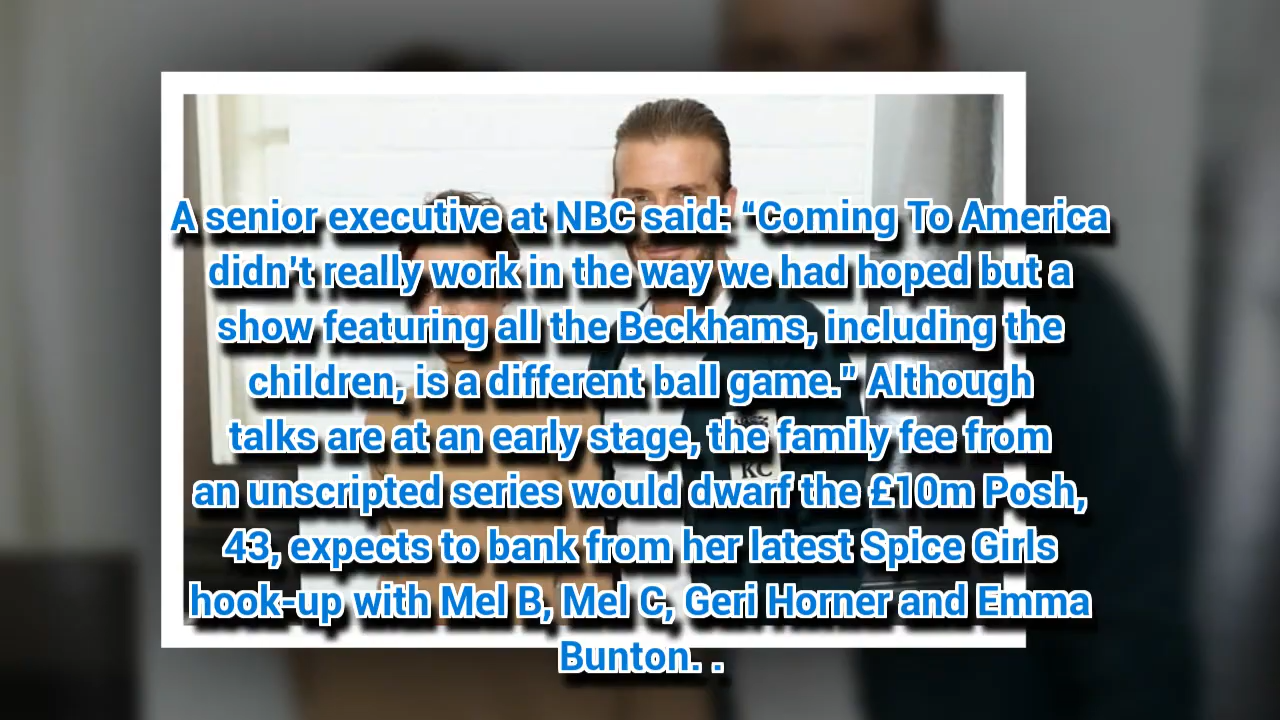 A senior executive at NBC said: “Coming To America
didn’t really work in the way we had hoped but a
show featuring all the Beckhams, including the
children, is a different ball game.” Although
talks are at an early stage, the family fee from
an unscripted series would dwarf the £10m Posh,
43, expects to bank from her latest Spice Girls
hook-up with Mel B, Mel C, Geri Horner and Emma
Bunton. .
KC